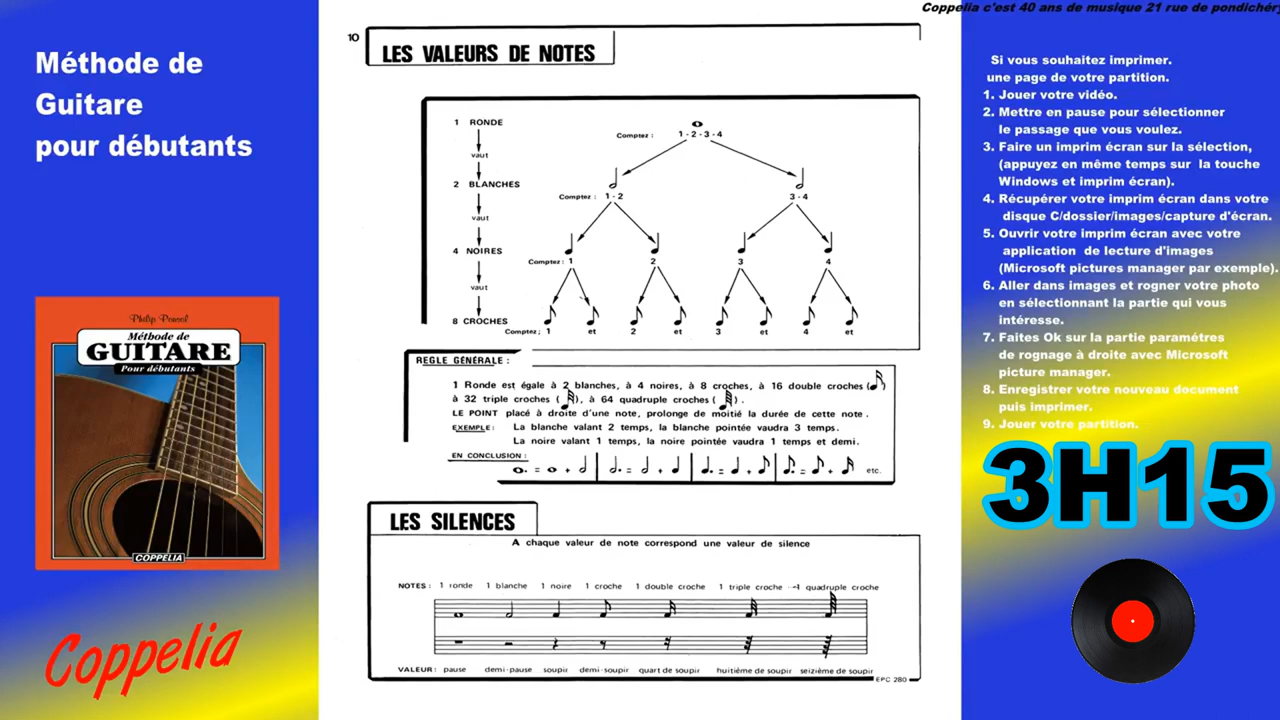 Coppelia c'est 40 ans de musique 21 rue de pondichéry
Méthode de
Guitare
pour débutants
Philip Pewal
Méthode de
GUITARE
Pour débutants
COPPELIA
Coppelia
10
LES VALEURS DE NOTES
1 RONDE
Comptez : 1 - 2 - 3 - 4
vaut
2 BLANCHES
Comptez : 1 - 2 3 - 4
vaut
4 NOIRES
Comptez : 1 2 3 4
vaut
8 CROCHES
Comptez ; 1 et 2 et 3 et 4 et
REGLE GÉNÉRALE :
1 Ronde est égale à 2 blanches, à 4 noires, à 8 croches, à 16 double croches (
à 32 triple croches ( ), à 64 quadruple croches ( ) .
LE POINT placé à droite d'une note, prolonge de moitié la durée de cette note .
EXEMPLE : La blanche valant 2 temps, la blanche pointée vaudra 3 temps.
La noire valant 1 temps, la noire pointée vaudra 1 temps et demi.
EN CONCLUSION :
etc.
LES SILENCES
A chaque valeur de note correspond une valeur de silence
NOTES : 1 ronde 1 blanche 1 noire 1 croche 1 double croche 1 triple croche 1 quadruple croche
VALEUR : pause demi-pause soupir demi-soupir quart de soupir huitième de soupir seizième de soupir
EPC 280
Si vous souhaitez imprimer.
une page de votre partition.
1. Jouer votre vidéo.
2. Mettre en pause pour sélectionner
le passage que vous voulez.
3. Faire un imprim écran sur la sélection,
(appuyez en même temps sur la touche
Windows et imprim écran).
4. Récupérer votre imprim écran dans votre
disque C/dossier/images/capture d'écran.
5. Ouvrir votre imprim écran avec votre
application de lecture d'images
(Microsoft pictures manager par exemple).
6. Aller dans images et rogner votre photo
en sélectionnant la partie qui vous
intéresse.
7. Faites Ok sur la partie paramétres
de rognage à droite avec Microsoft
picture manager.
8. Enregistrer votre nouveau document
puis imprimer.
9. Jouer votre partition.
3H15